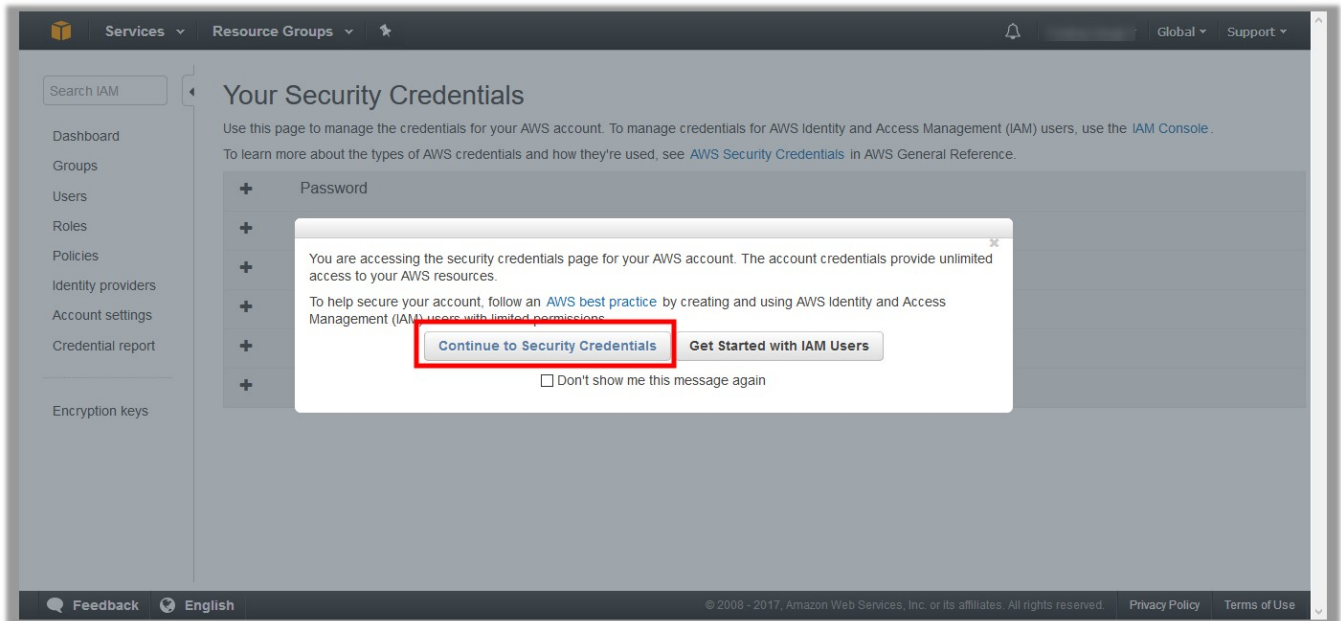 Services Resource Groups Global Support
Search IAM
Dashboard
Groups
Users
Roles
Policies
Identity providers
Account settings
Credential report
Encryption keys
Your Security Credentials
Use this page to manage the credentials for your AWS account. To manage credentials for AWS Identity and Access Management (IAM) users, use the IAM Console.
To learn more about the types of AWS credentials and how they're used, see AWS Security Credentials in AWS General Reference.
Password
You are accessing the security credentials page for your AWS account. The account credentials provide unlimited
access to your AWS resources.
To help secure your account, follow an AWS best practice by creating and using AWS Identity and Access
Management (IAM) users with limited permissions.
Continue to Security Credentials Get Started with IAM Users
Don't show me this message again
Feedback English © 2008 - 2017, Amazon Web Services, Inc. or its affiliates. All rights reserved. Privacy Policy Terms of Use